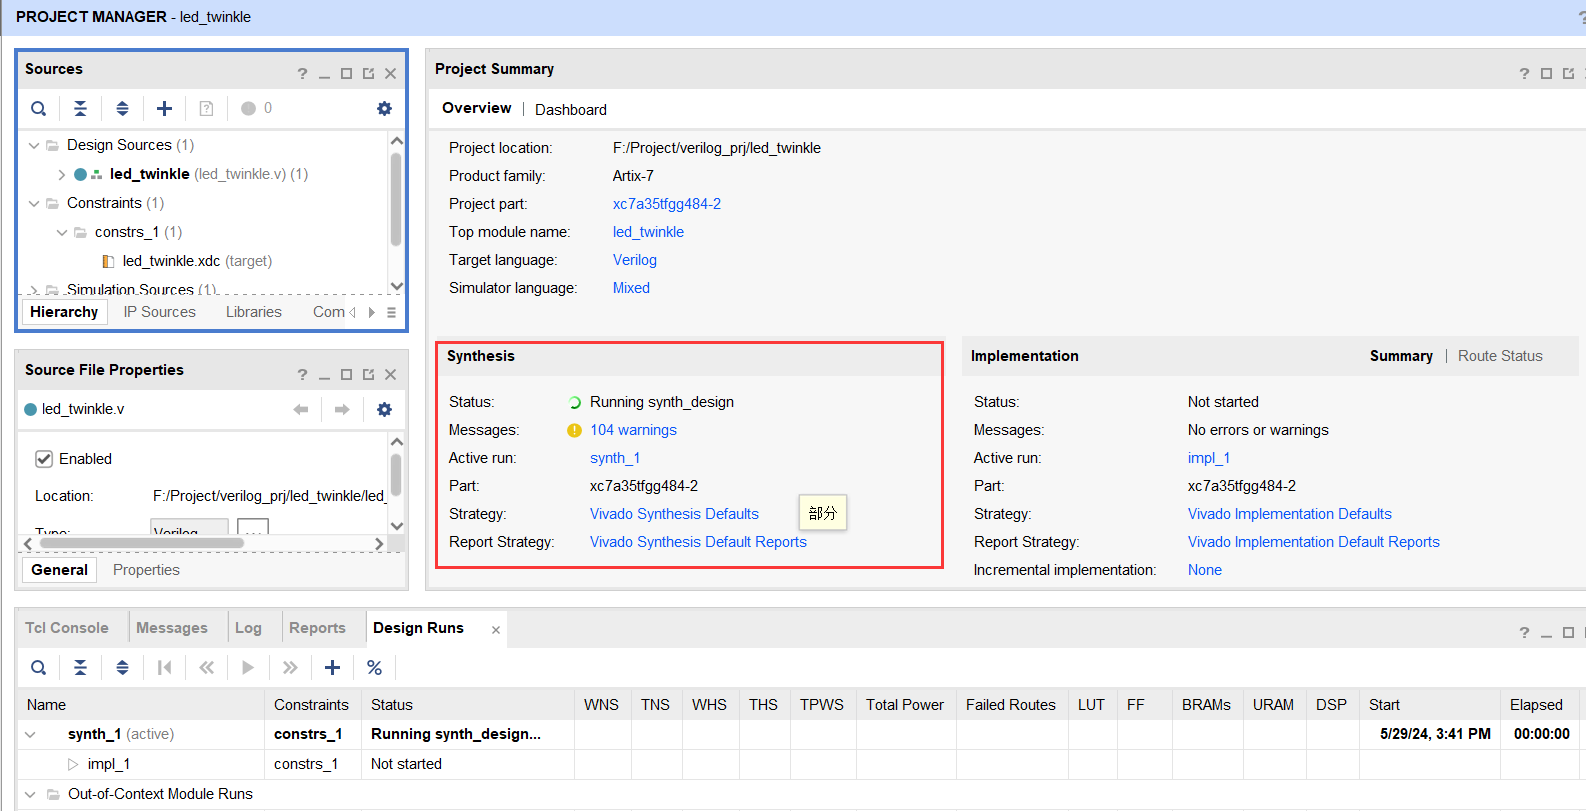 PROJECT MANAGER - led_twinkle
Sources
Project Summary
0
Overview | Dashboard
Design Sources (1)
led_twinkle (led_twinkle.v) (1)
Constraints (1)
constrs_1 (1)
led_twinkle.xdc (target)
Simulation Sources (1)
Hierarchy IP Sources Libraries Com
Project location: F:/Project/verilog_prj/led_twinkle
Product family: Artix-7
Project part: xc7a35tfgg484-2
Top module name: led_twinkle
Target language: Verilog
Simulator language: Mixed
Source File Properties
led_twinkle.v
Enabled
Location: F:/Project/verilog_prj/led_twinkle/led_
Type: Verilog ...
General Properties
Synthesis
Status: Running synth_design
Messages: 104 warnings
Active run: synth_1
Part: xc7a35tfgg484-2
Strategy: Vivado Synthesis Defaults
部分
Report Strategy: Vivado Synthesis Default Reports
Implementation Summary | Route Status
Status: Not started
Messages: No errors or warnings
Active run: impl_1
Part: xc7a35tfgg484-2
Strategy: Vivado Implementation Defaults
Report Strategy: Vivado Implementation Default Reports
Incremental implementation: None
Tcl Console Messages Log Reports Design Runs
Name Constraints Status WNS TNS WHS THS TPWS Total Power Failed Routes LUT FF BRAMs URAM DSP Start Elapsed
synth_1 (active) constrs_1 Running synth_design... 5/29/24, 3:41 PM 00:00:00
impl_1 constrs_1 Not started
Out-of-Context Module Runs